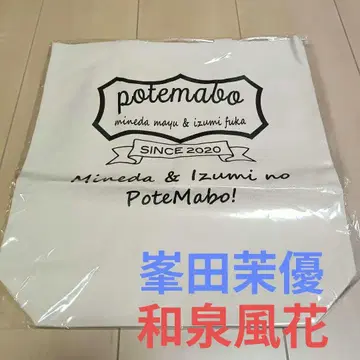 potemabo
mineda mayu & izumi fuka
SINCE 2020
Mineda & Izumi no
PoteMabo!
峯田茉優
和泉風花